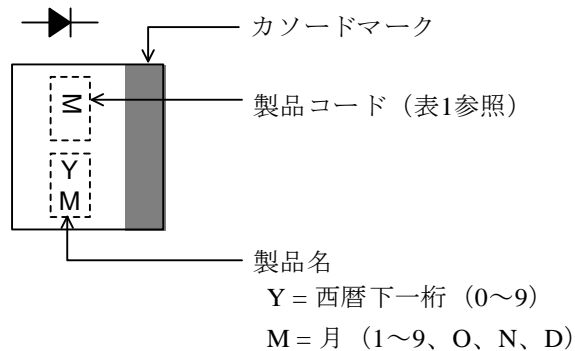 カソードマーク
M
製品コード（表1参照）
Y
M
製品名
Y = 西暦下一桁（0〜9）
M = 月（1〜9、O、N、D）